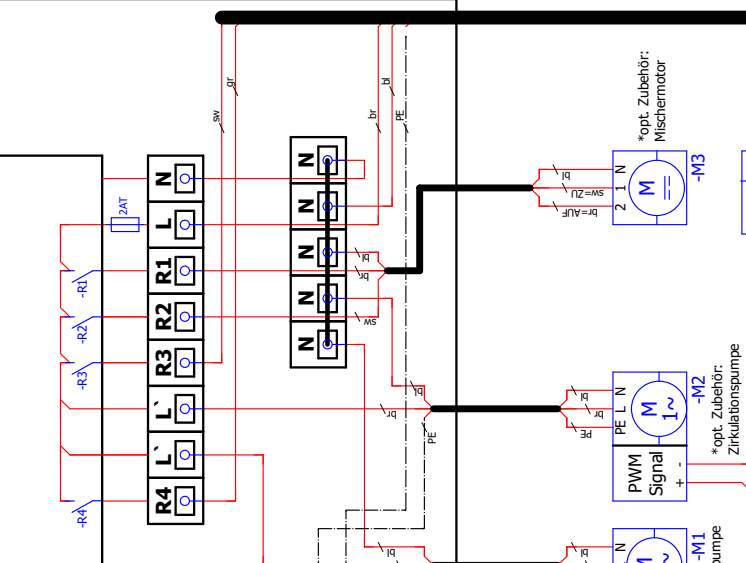 gr
sw
bl
br
PE
N
L
R1
R2
R3
L`
L`
R4
2AT
-R1
-R2
-R3
-R4
N
N
N
N
N
bl
br
sw
bl
br
PE
bl
*opt. Zubehör:
Mischermotor
-M3
M
N
1
2
bl
sw=ZU
br=AUF
*opt. Zubehör:
Zirkulationspumpe
-M2
M
1~
N
L
PE
bl
br
PE
PWM
Signal
-
+
-M1
umpe
M
~
N
bl